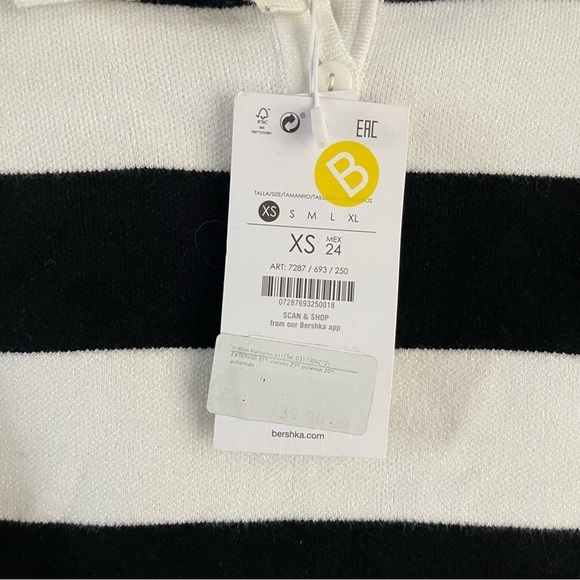 FSC
EAC
B
TALLA/SIZE/TAMANHO/TAILLE
XS S M L XL
XS MEX 24
ART: 7287 / 693 / 250
07287693250018
SCAN & SHOP
from our Bershka app
bershka.com